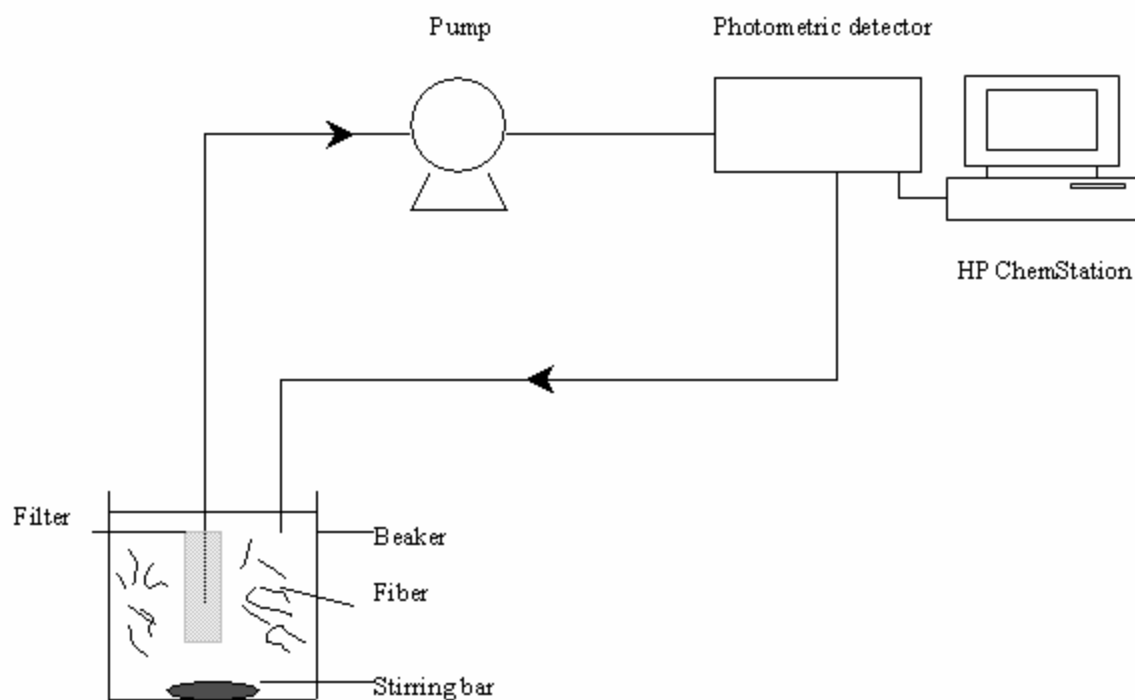 Pump
Photometric detector
HP ChemStation
Filter
Beaker
Fiber
Stirring bar